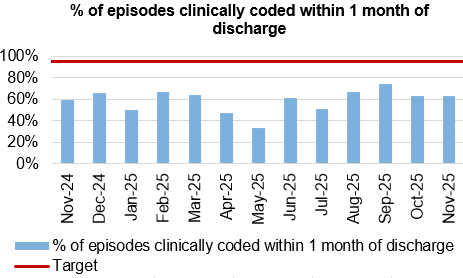 % of episodes clinically coded within 1 month of
discharge
100%
80%
60%
40%
20%
0%
Nov-24
Dec-24
Jan-25
Feb-25
Mar-25
Apr-25
May-25
Jun-25
Jul-25
Aug-25
Sep-25
Oct-25
Nov-25
% of episodes clinically coded within 1 month of discharge
Target